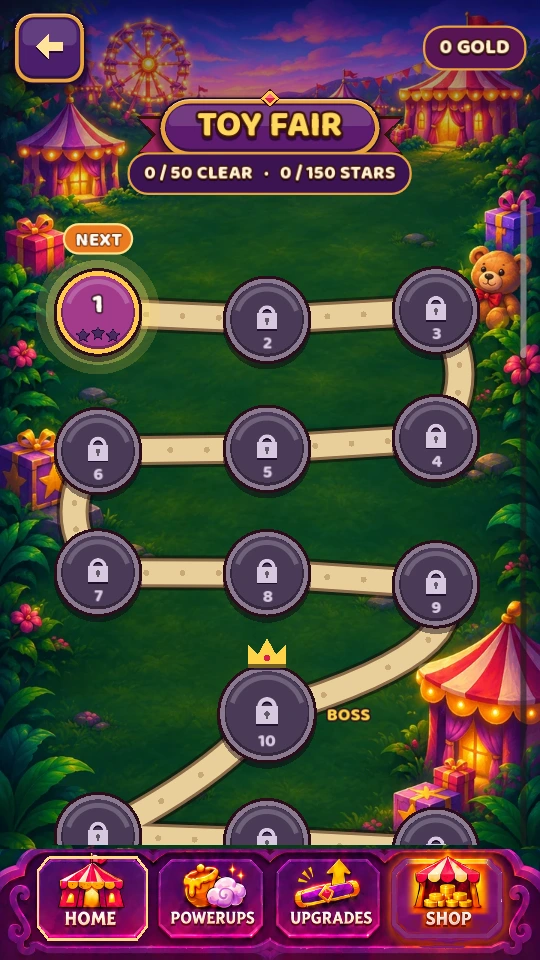 0 GOLD
TOY FAIR
0 / 50 CLEAR · 0 / 150 STARS
NEXT
1
2
3
6
5
4
7
8
9
10
BOSS
HOME
POWERUPS
UPGRADES
SHOP